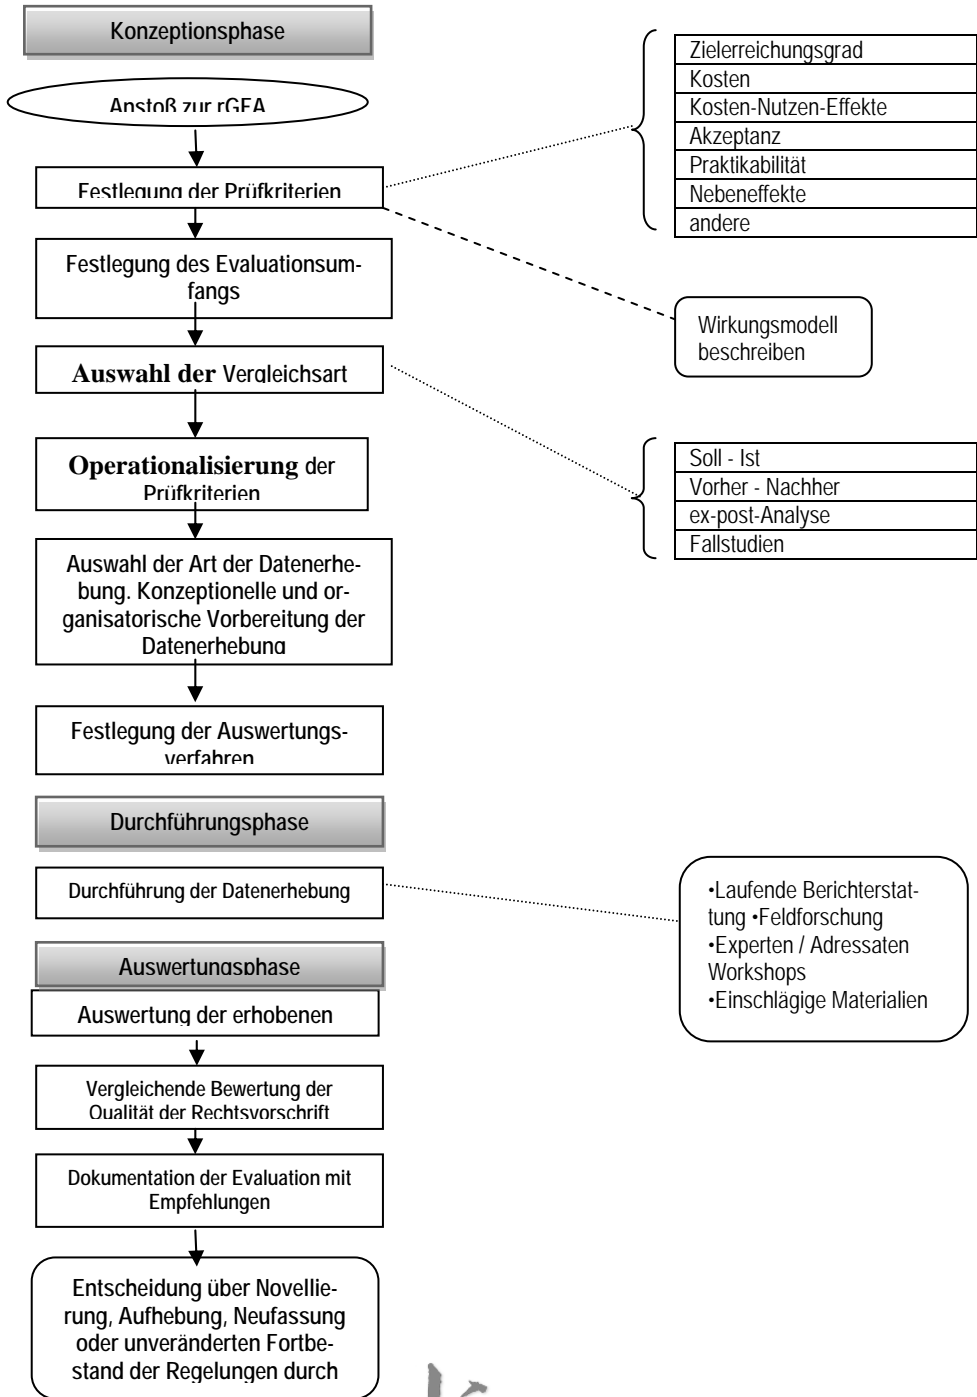 Konzeptionsphase
Anstoß zur rGFA
Festlegung der Prüfkriterien
Festlegung des Evaluationsum-
fangs
Auswahl der Vergleichsart
Operationalisierung der
Prüfkriterien
Auswahl der Art der Datenerhe-
bung. Konzeptionelle und or-
ganisatorische Vorbereitung der
Datenerhebung
Festlegung der Auswertungs-
verfahren
Zielerreichungsgrad
Kosten
Kosten-Nutzen-Effekte
Akzeptanz
Praktikabilität
Nebeneffekte
andere
Wirkungsmodell
beschreiben
Soll - Ist
Vorher - Nachher
ex-post-Analyse
Fallstudien
Durchführungsphase
Durchführung der Datenerhebung
•Laufende Berichterstat-
tung •Feldforschung
•Experten / Adressaten
Workshops
•Einschlägige Materialien
Auswertungsphase
Auswertung der erhobenen
Vergleichende Bewertung der
Qualität der Rechtsvorschrift
Dokumentation der Evaluation mit
Empfehlungen
Entscheidung über Novellie-
rung, Aufhebung, Neufassung
oder unveränderten Fortbe-
stand der Regelungen durch